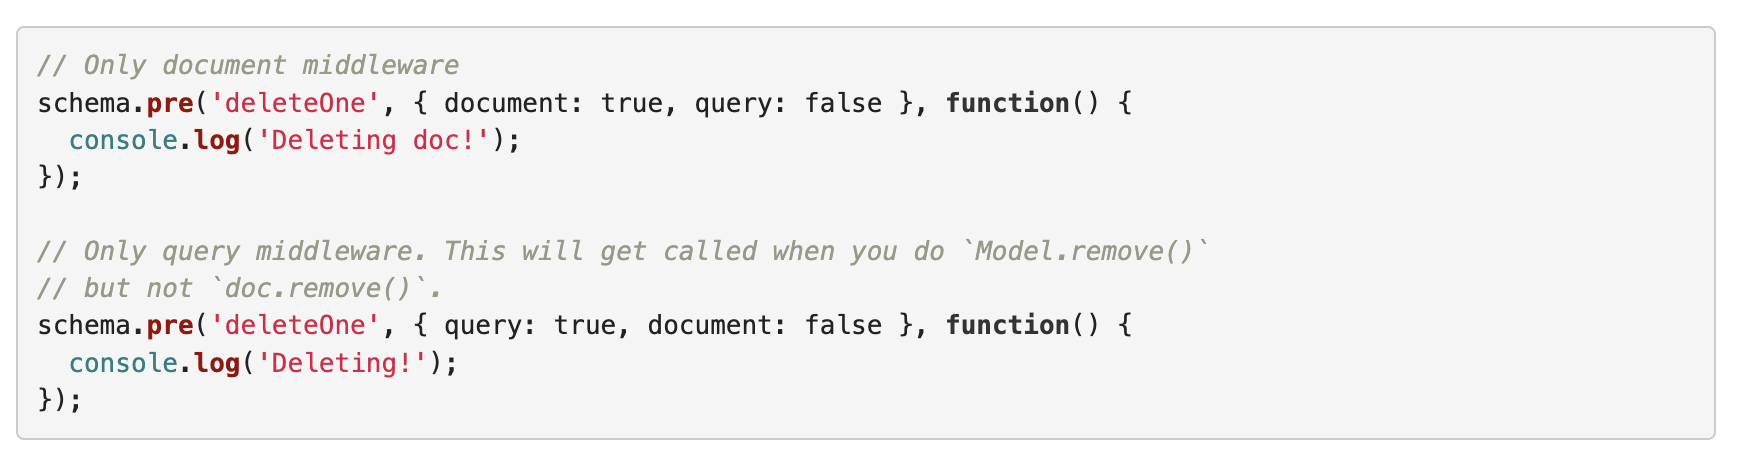 // Only document middleware
schema.pre('deleteOne', { document: true, query: false }, function() {
  console.log('Deleting doc!');
});

// Only query middleware. This will get called when you do `Model.remove()`
// but not `doc.remove()`.
schema.pre('deleteOne', { query: true, document: false }, function() {
  console.log('Deleting!');
});